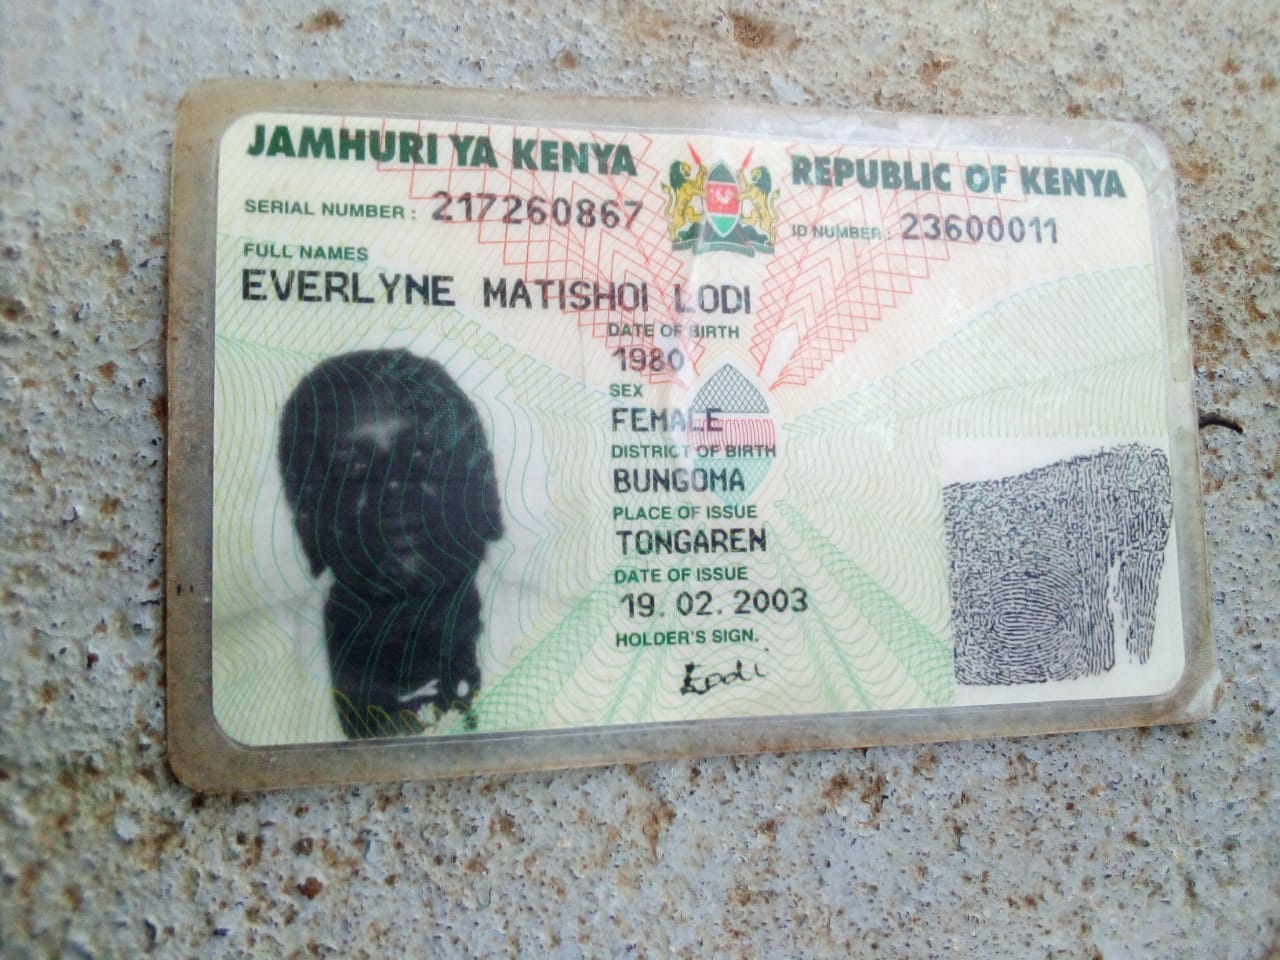 JAMHURI YA KENYA
REPUBLIC OF KENYA
SERIAL NUMBER : 217260867
ID NUMBER : 23600011
FULL NAMES
EVERLYNE MATISHOI LODI
DATE OF BIRTH
1980
SEX
FEMALE
DISTRICT OF BIRTH
BUNGOMA
PLACE OF ISSUE
TONGAREN
DATE OF ISSUE
19. 02. 2003
HOLDER'S SIGN.